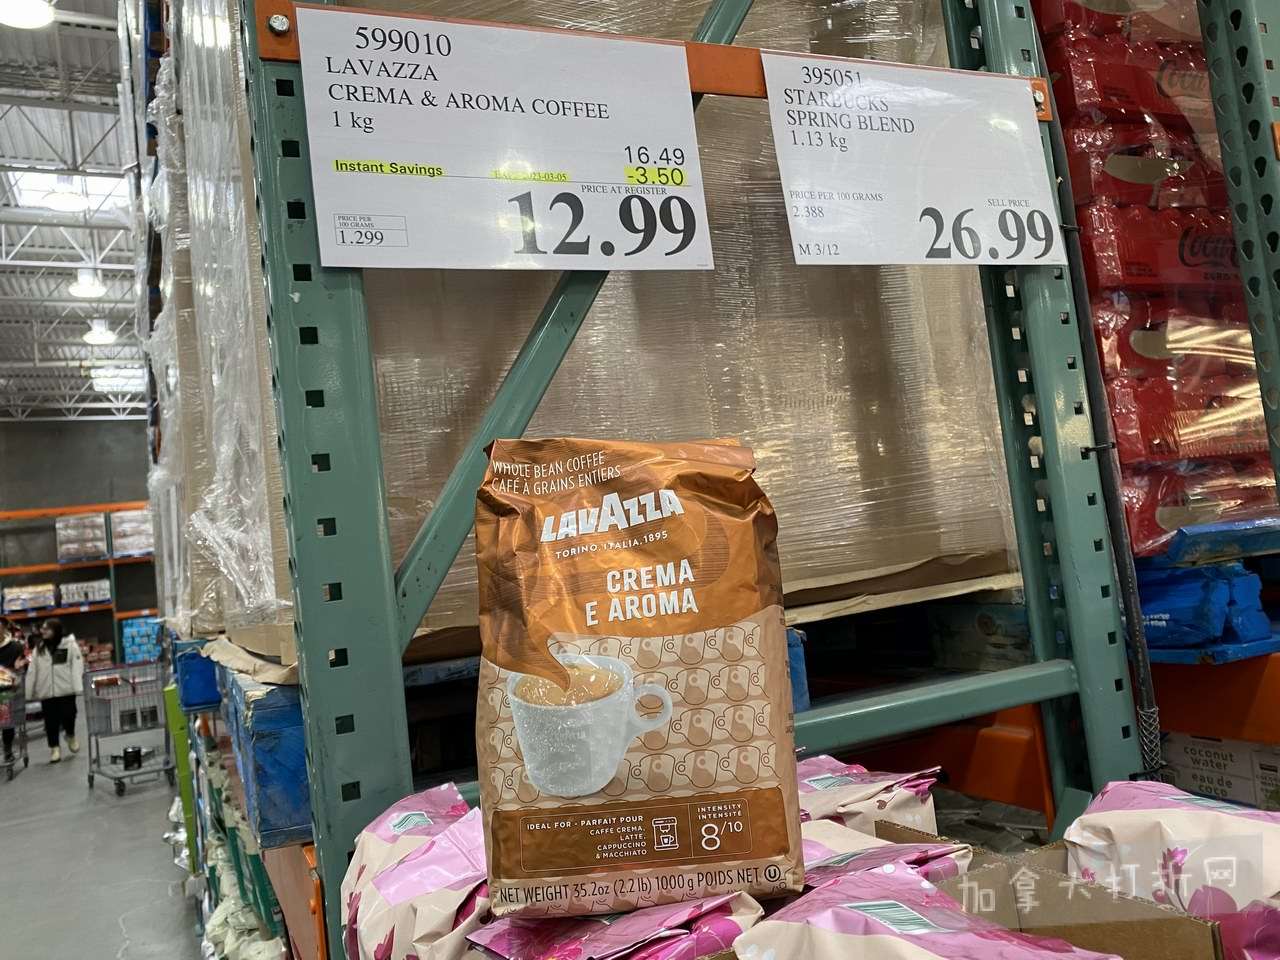 599010
LAVAZZA
CREMA & AROMA COFFEE
1 kg
16.49
Instant Savings
-3.50
PRICE AT REGISTER
12.99
PRICE PER
100 GRAMS
1.299
395051
STARBUCKS
SPRING BLEND
1.13 kg
PRICE PER 100 GRAMS
2.388
SELL PRICE
26.99
M 3/12
WHOLE BEAN COFFEE
CAFÉ À GRAINS ENTIERS
LAVAZZA
TORINO, ITALIA, 1895
CREMA
E AROMA
IDEAL FOR - PARFAIT POUR
CAFFÈ CREMA,
LATTE,
CAPPUCCINO
& MACCHIATO
INTENSITY
INTENSITÉ
8/10
NET WEIGHT 35.2oz (2.2lb) 1000 g POIDS NET
coconut
water
eau de
coco
加拿大打折网